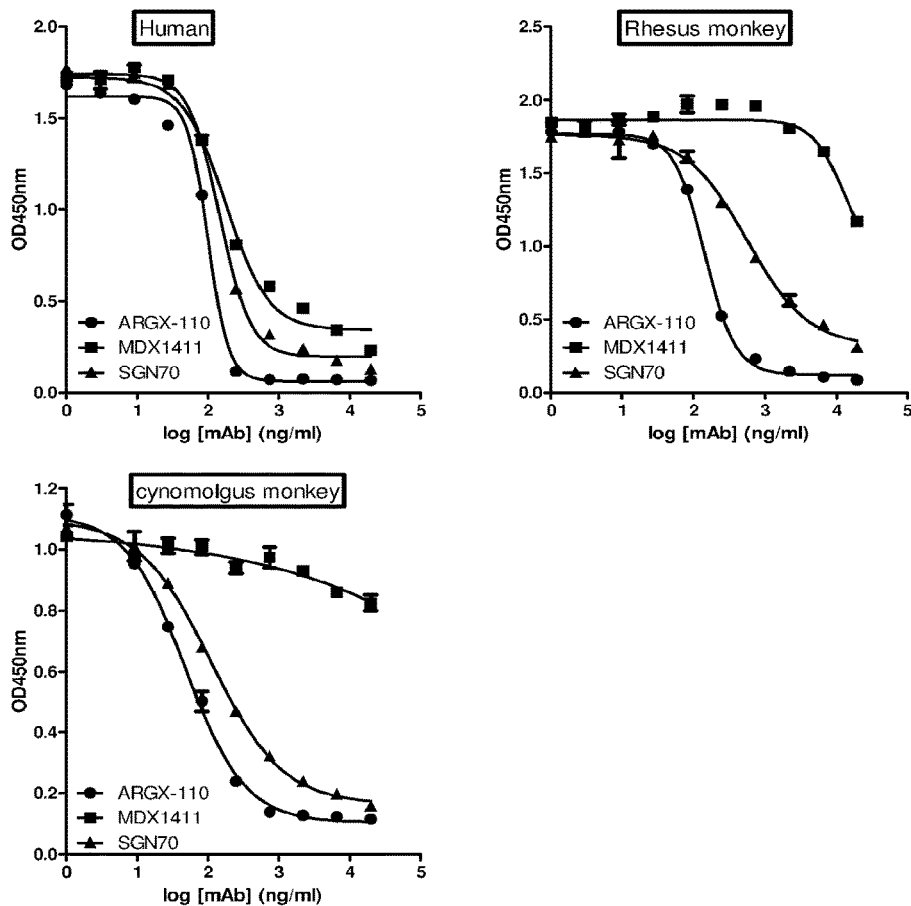 Human
2.0
1.5
1.0
0.5
0.0
OD450nm
ARGX-110
MDX1411
SGN70
0 1 2 3 4 5
log [mAb] (ng/ml)
Rhesus monkey
2.5
2.0
1.5
1.0
0.5
0.0
OD450nm
ARGX-110
MDX1411
SGN70
0 1 2 3 4 5
log [mAb] (ng/ml)
cynomolgus monkey
1.2
1.0
0.8
0.6
0.4
0.2
0.0
OD450nm
ARGX-110
MDX1411
SGN70
0 1 2 3 4 5
log [mAb] (ng/ml)